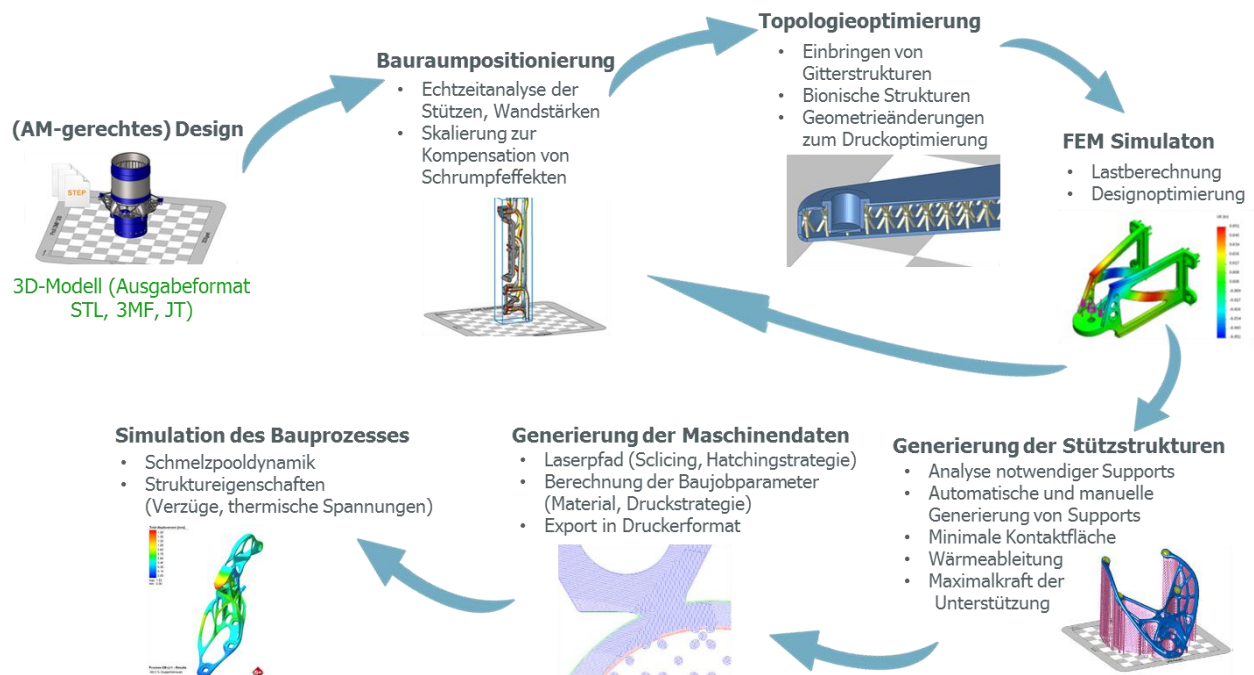 (AM-gerechtes) Design
STEP
3D-Modell (Ausgabeformat
STL, 3MF, JT)
Bauraumpositionierung
• Echtzeitanalyse der
Stützen, Wandstärken
• Skalierung zur
Kompensation von
Schrumpfeffekten
Topologieoptimierung
• Einbringen von
Gitterstrukturen
• Bionische Strukturen
• Geometrieänderungen
zum Druckoptimierung
FEM Simulaton
• Lastberechnung
• Designoptimierung
Generierung der Stützstrukturen
• Analyse notwendiger Supports
• Automatische und manuelle
Generierung von Supports
• Minimale Kontaktfläche
• Wärmeableitung
• Maximalkraft der
Unterstützung
Generierung der Maschinendaten
• Laserpfad (Sclicing, Hatchingstrategie)
• Berechnung der Baujobparameter
(Material, Druckstrategie)
• Export in Druckerformat
Simulation des Bauprozesses
• Schmelzpooldynamik
• Struktureigenschaften
(Verzüge, thermische Spannungen)